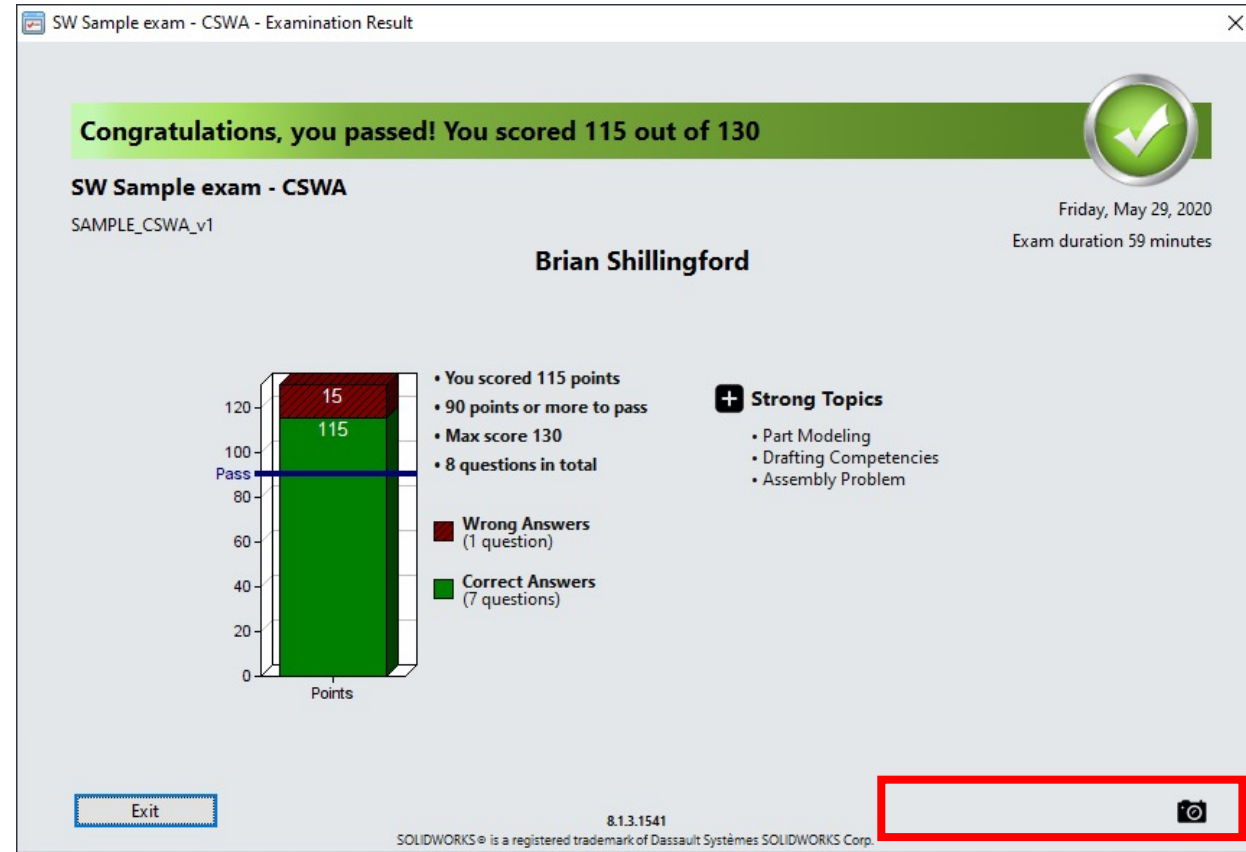 SW Sample exam - CSWA - Examination Result
Congratulations, you passed! You scored 115 out of 130
SW Sample exam - CSWA
SAMPLE_CSWA_v1
Friday, May 29, 2020
Exam duration 59 minutes
Brian Shillingford
120
100
Pass
80
60
40
20
0
15
115
Points
• You scored 115 points
• 90 points or more to pass
• Max score 130
• 8 questions in total
Wrong Answers
(1 question)
Correct Answers
(7 questions)
Strong Topics
• Part Modeling
• Drafting Competencies
• Assembly Problem
Exit
8.1.3.1541
SOLIDWORKS® is a registered trademark of Dassault Systèmes SOLIDWORKS Corp.